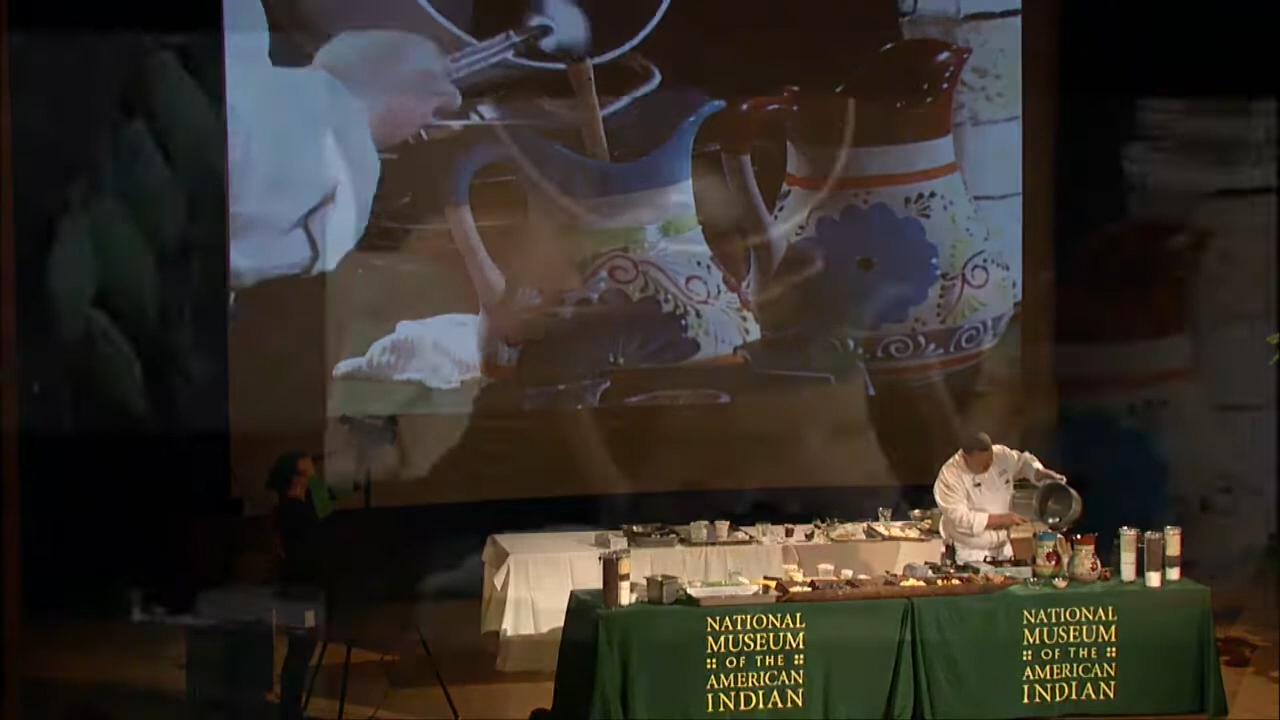 NATIONAL
MUSEUM
OF THE
AMERICAN
INDIAN
NATIONAL
MUSEUM
OF THE
AMERICAN
INDIAN